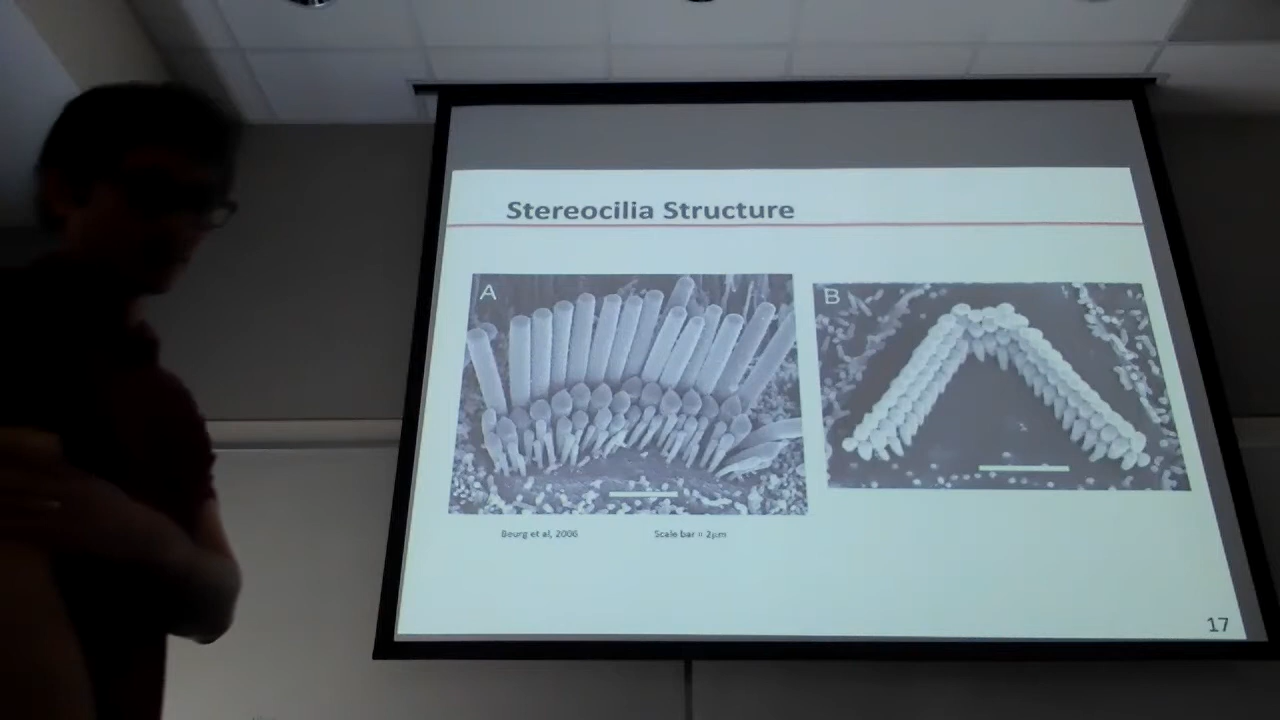 Stereocilia Structure
A
B
Beurg et al, 2006
Scale bar = 2µm
17